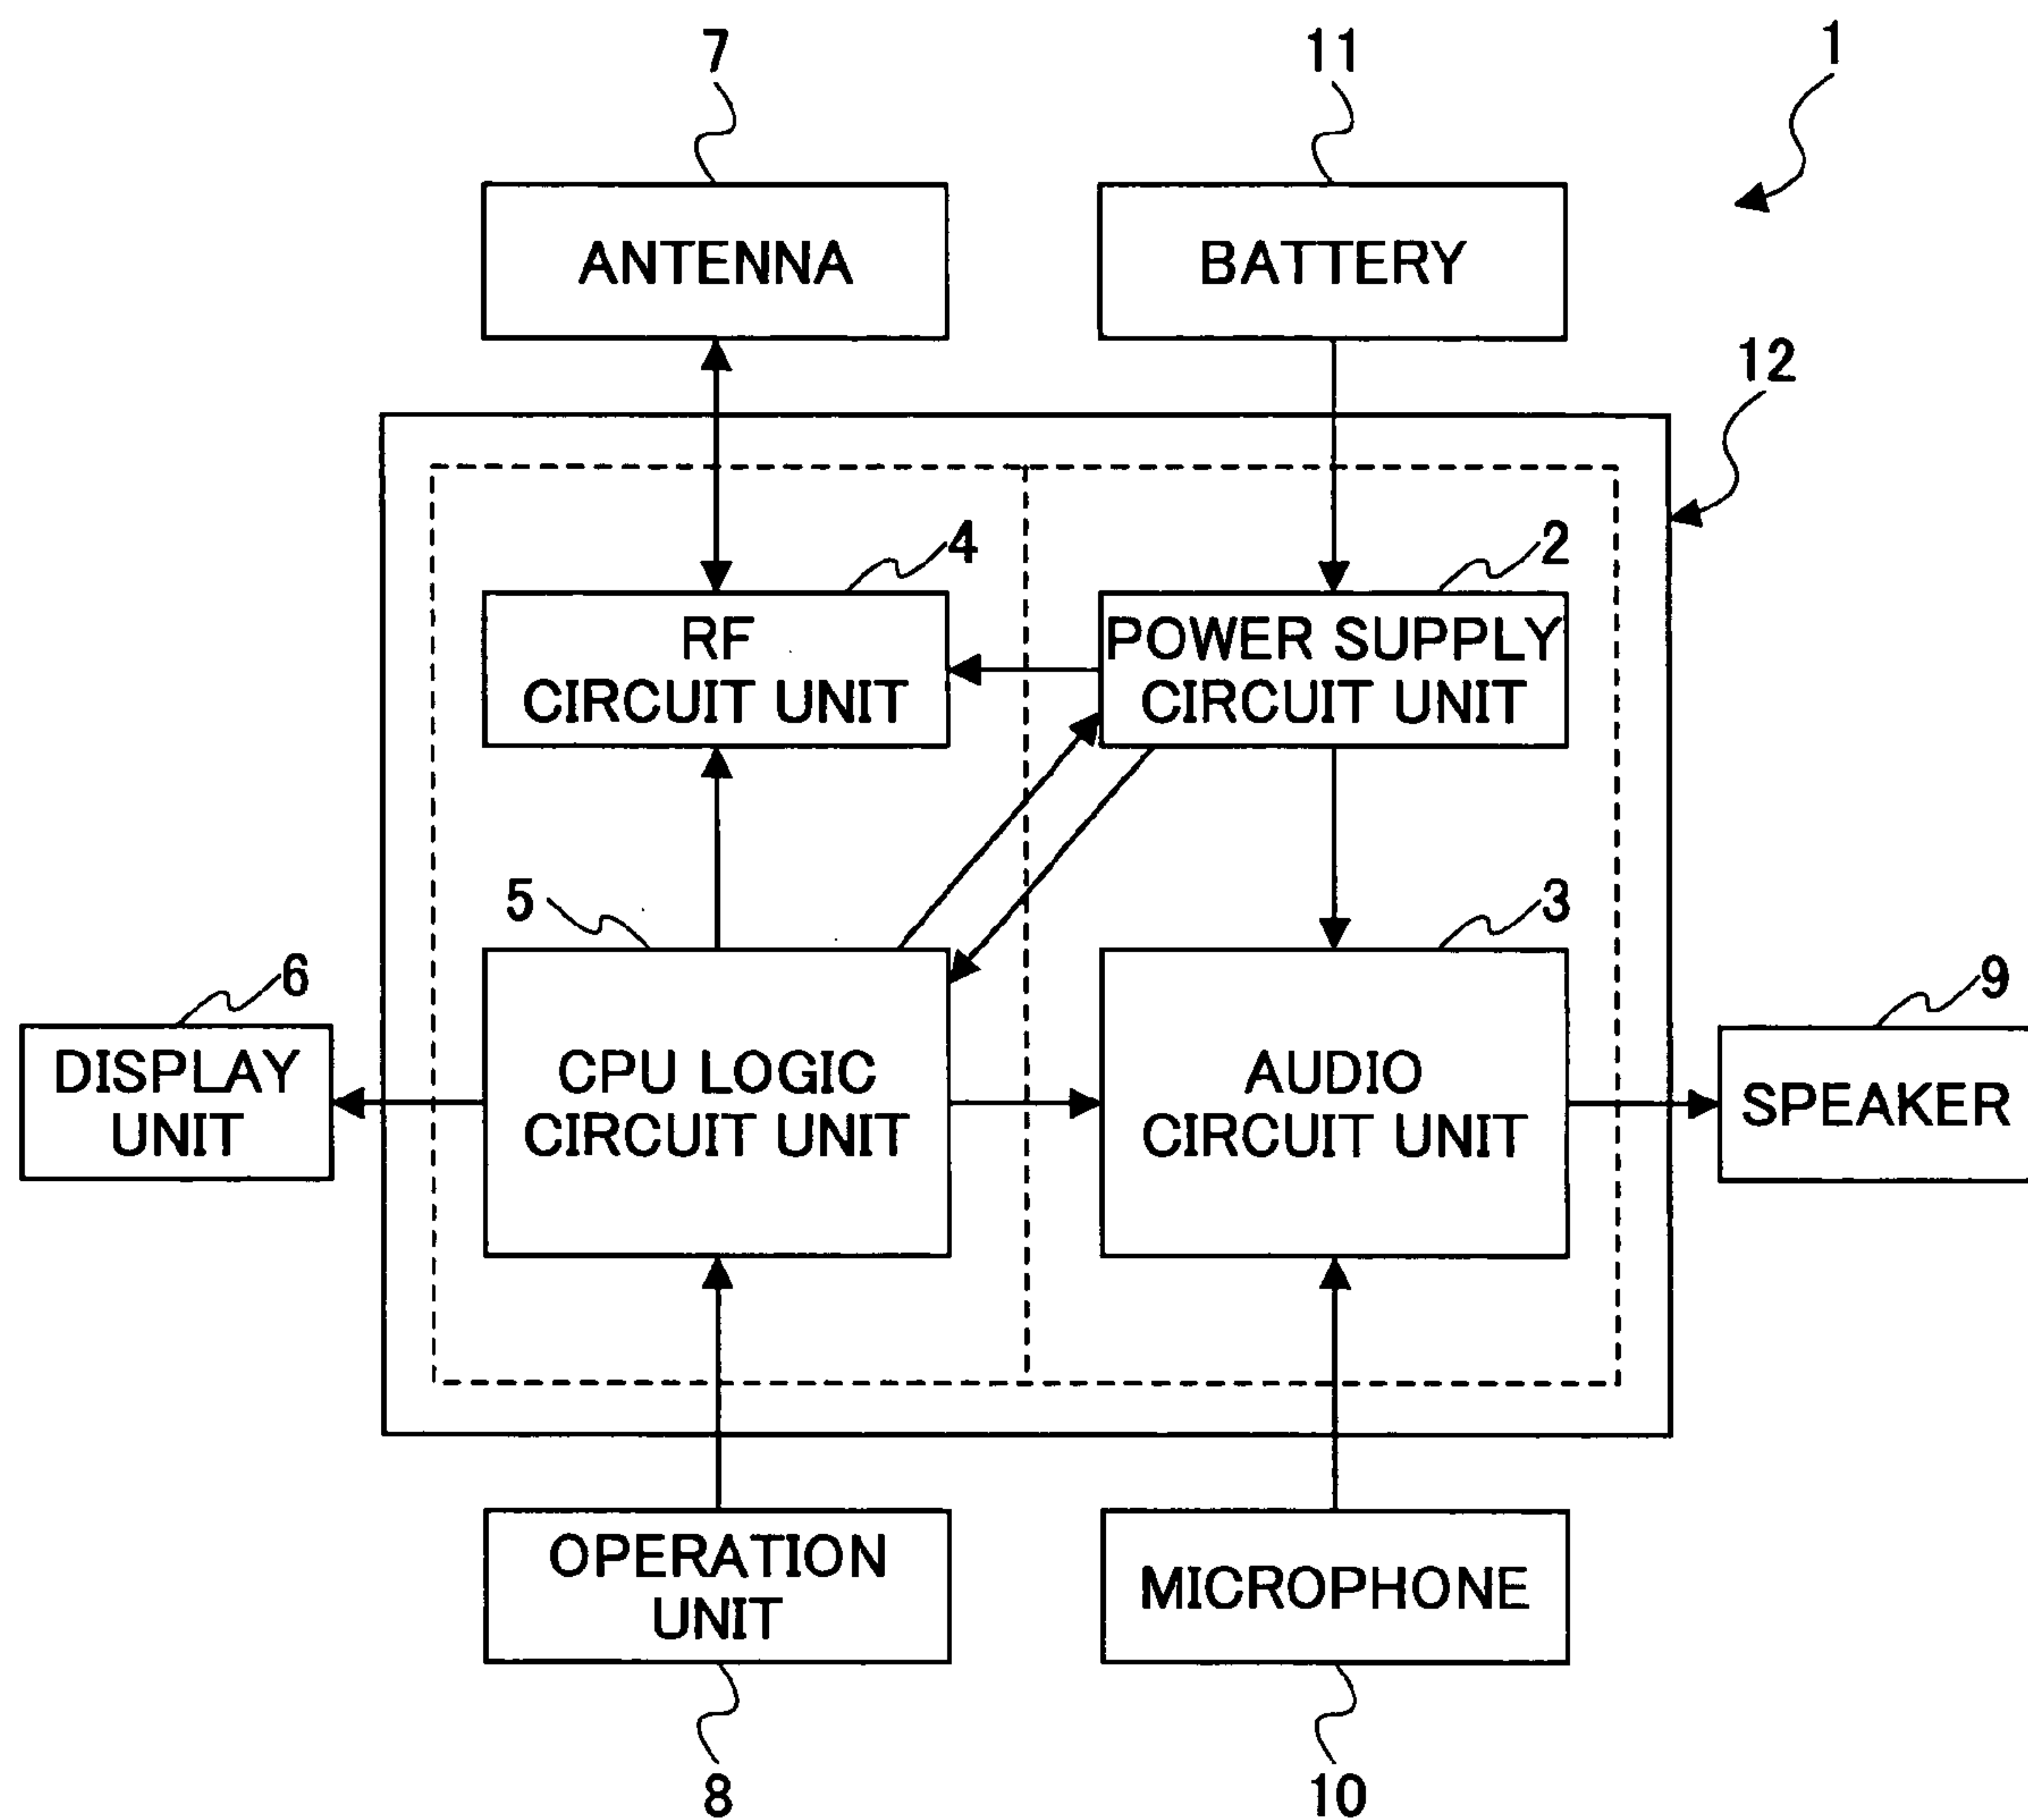 7
11
1
ANTENNA
BATTERY
12
4
2
RF
CIRCUIT UNIT
POWER SUPPLY
CIRCUIT UNIT
5
3
6
9
DISPLAY
UNIT
CPU LOGIC
CIRCUIT UNIT
AUDIO
CIRCUIT UNIT
SPEAKER
OPERATION
UNIT
MICROPHONE
8
10